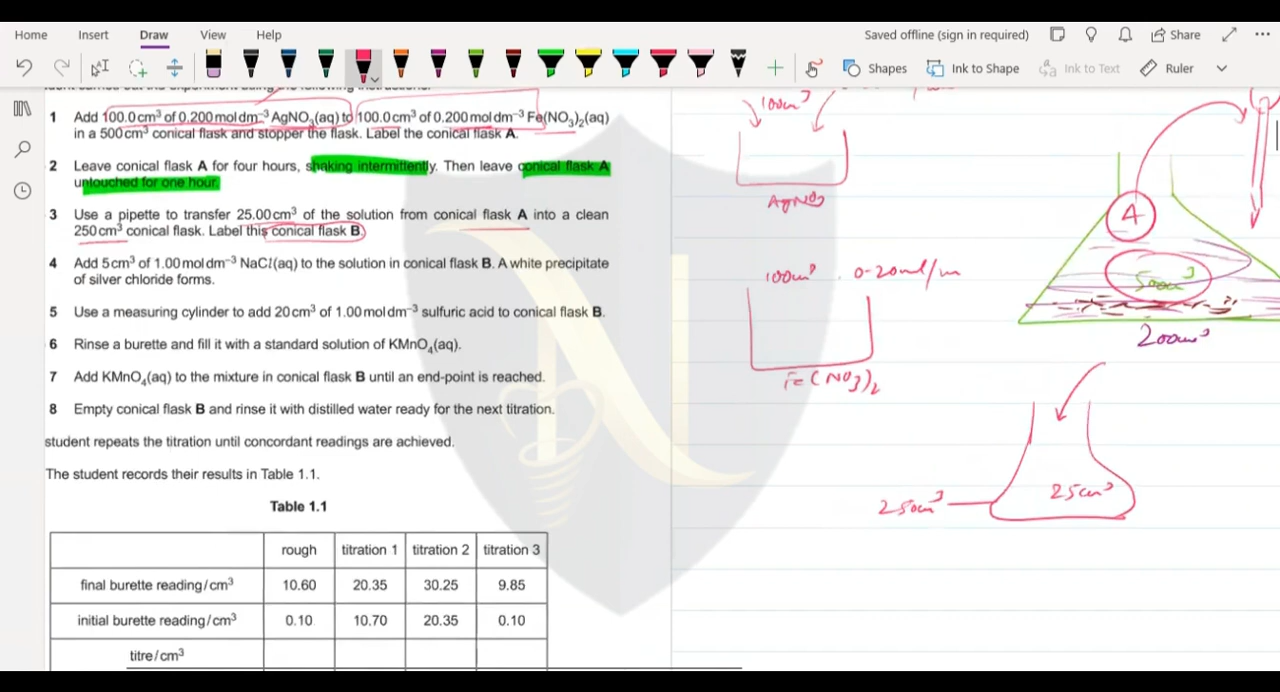 Home Insert Draw View Help
Saved offline (sign in required) Share
Shapes Ink to Shape Ink to Text Ruler
1 Add 100.0 cm³ of 0.200 mol dm⁻³ AgNO₃(aq) to 100.0 cm³ of 0.200 mol dm⁻³ Fe(NO₃)₂(aq)
in a 500 cm³ conical flask and stopper the flask. Label the conical flask A.
2 Leave conical flask A for four hours, shaking intermittently. Then leave conical flask A
untouched for one hour.
3 Use a pipette to transfer 25.00 cm³ of the solution from conical flask A into a clean
250 cm³ conical flask. Label this conical flask B.
4 Add 5 cm³ of 1.00 mol dm⁻³ NaCl(aq) to the solution in conical flask B. A white precipitate
of silver chloride forms.
5 Use a measuring cylinder to add 20 cm³ of 1.00 mol dm⁻³ sulfuric acid to conical flask B.
6 Rinse a burette and fill it with a standard solution of KMnO₄(aq).
7 Add KMnO₄(aq) to the mixture in conical flask B until an end-point is reached.
8 Empty conical flask B and rinse it with distilled water ready for the next titration.
student repeats the titration until concordant readings are achieved.
The student records their results in Table 1.1.
Table 1.1
rough titration 1 titration 2 titration 3
final burette reading/cm³ 10.60 20.35 30.25 9.85
initial burette reading/cm³ 0.10 10.70 20.35 0.10
titre/cm³
100cm³
AgNO3
100cm³ 0.20mol/
Fe(NO3)2
A
500cm³
200cm³
250cm³
25cm³